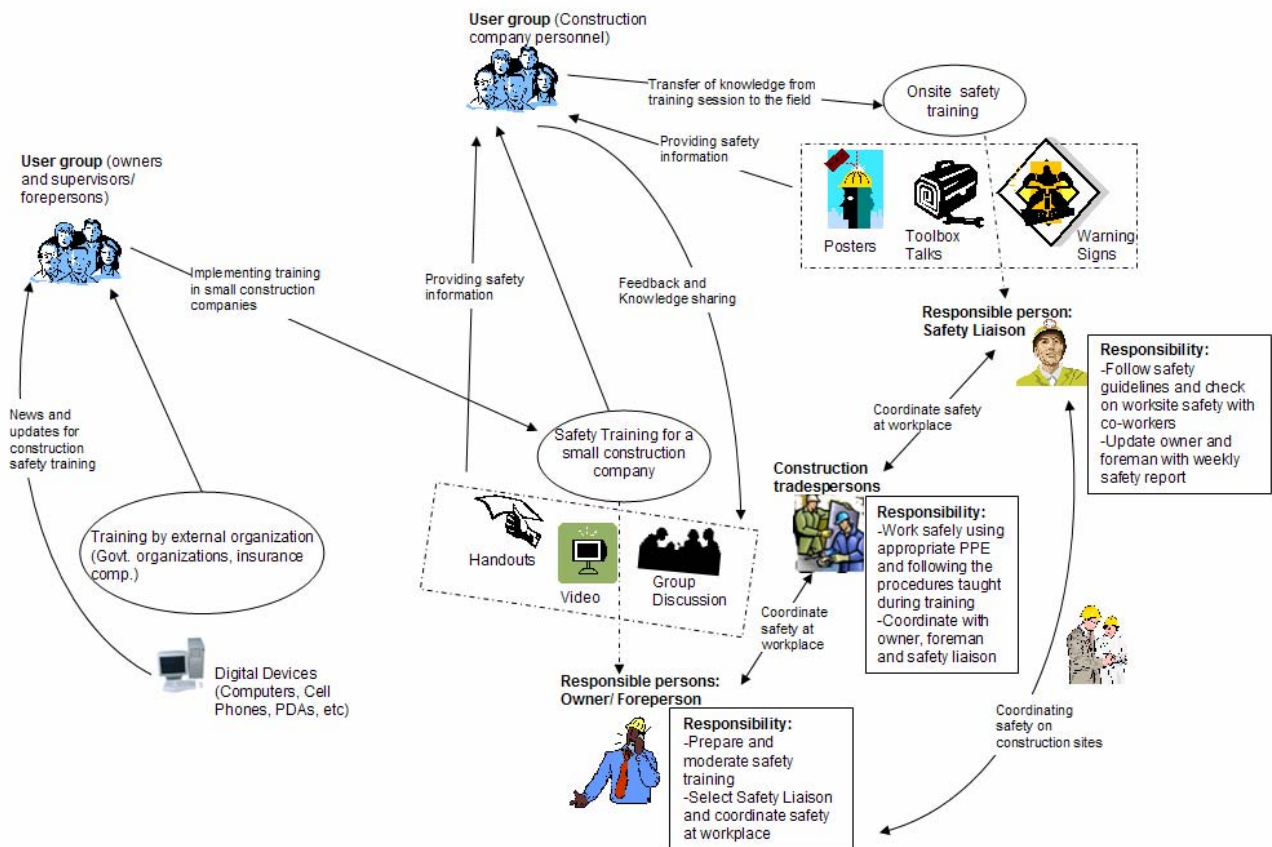 User group (Construction
company personnel)
Transfer of knowledge from
training session to the field
Onsite safety
training
Providing safety
information
Posters
Toolbox
Talks
Warning
Signs
User group (owners
and supervisors/
forepersons)
Implementing training
in small construction
companies
Providing safety
information
Feedback and
Knowledge sharing
Responsible person:
Safety Liaison
Responsibility:
-Follow safety
guidelines and check
on worksite safety with
co-workers
-Update owner and
foreman with weekly
safety report
News and
updates for
construction
safety training
Safety Training for a
small construction
company
Coordinate safety
at workplace
Construction
tradespersons
Responsibility:
-Work safely using
appropriate PPE
and following the
procedures taught
during training
-Coordinate with
owner, foreman
and safety liaison
Training by external organization
(Govt. organizations, insurance
comp.)
Handouts
Video
Group
Discussion
Coordinate
safety at
workplace
Digital Devices
(Computers, Cell
Phones, PDAs, etc)
Responsible persons:
Owner/ Foreperson
Responsibility:
-Prepare and
moderate safety
training
-Select Safety Liaison
and coordinate safety
at workplace
Coordinating
safety on
construction sites